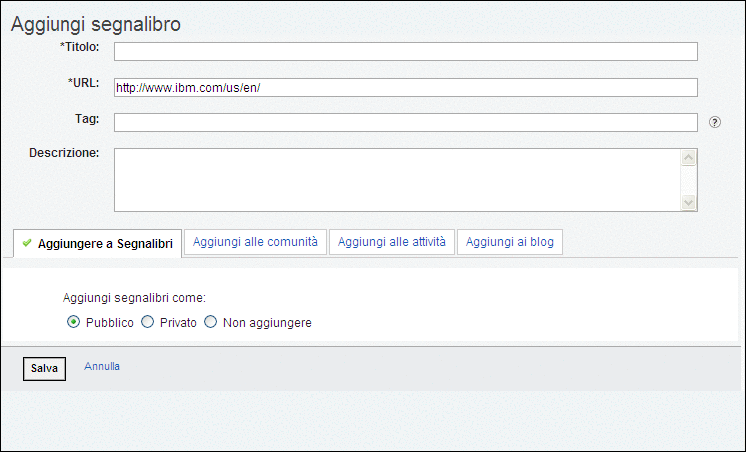 Aggiungi segnalibro
*Titolo:
*URL: http://www.ibm.com/us/en/
Tag: ?
Descrizione:
Aggiungere a Segnalibri Aggiungi alle comunità Aggiungi alle attività Aggiungi ai blog
Aggiungi segnalibri come:
Pubblico Privato Non aggiungere
Salva Annulla